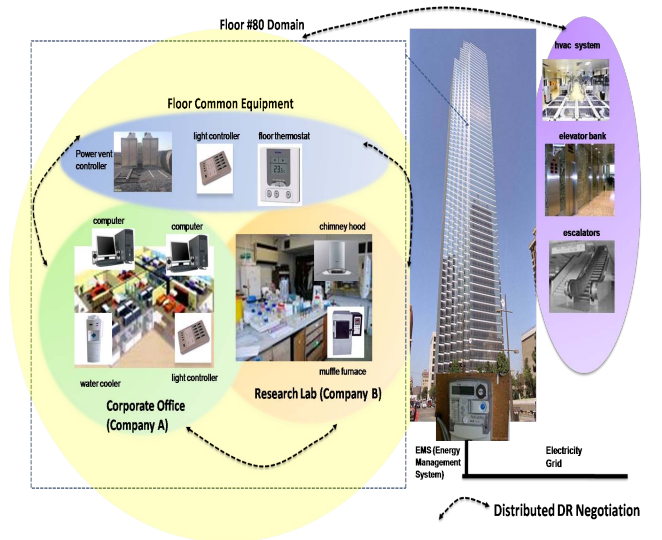 Floor #80 Domain
hvac system
Floor Common Equipment
Power vent
controller
light controller
floor thermostat
elevator bank
escalators
computer
computer
chimney hood
water cooler
light controller
muffle furnace
Corporate Office
(Company A)
Research Lab (Company B)
EMS (Energy
Management
System)
Electricity
Grid
Distributed DR Negotiation